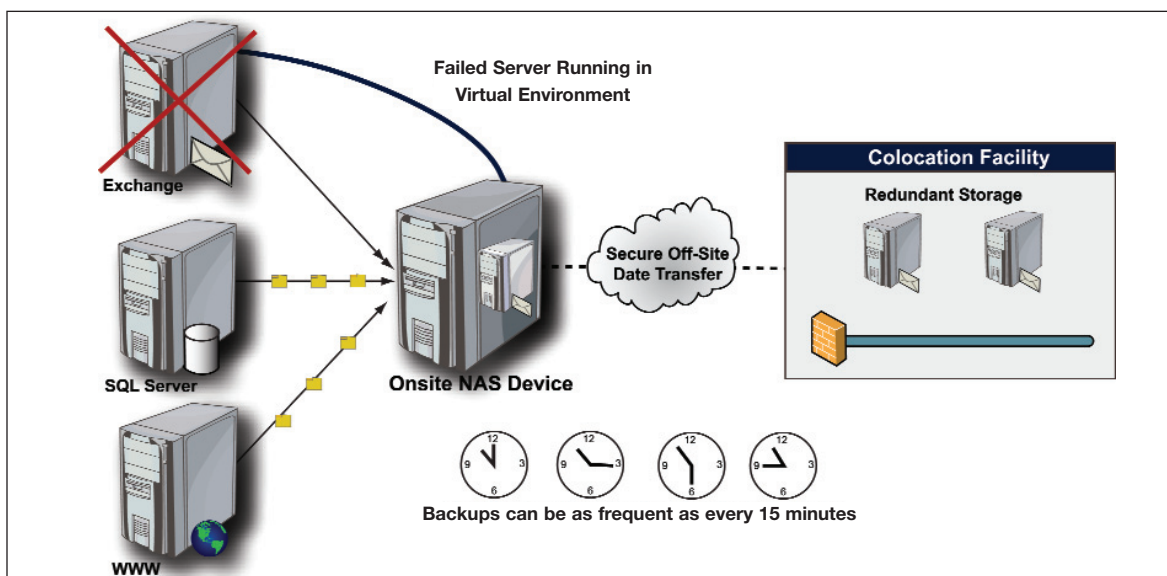 Failed Server Running in
Virtual Environment
Exchange
SQL Server
WWW
Onsite NAS Device
Secure Off-Site
Date Transfer
Colocation Facility
Redundant Storage
12
9 3
6
12
9 3
6
12
9 3
6
12
9 3
6
Backups can be as frequent as every 15 minutes